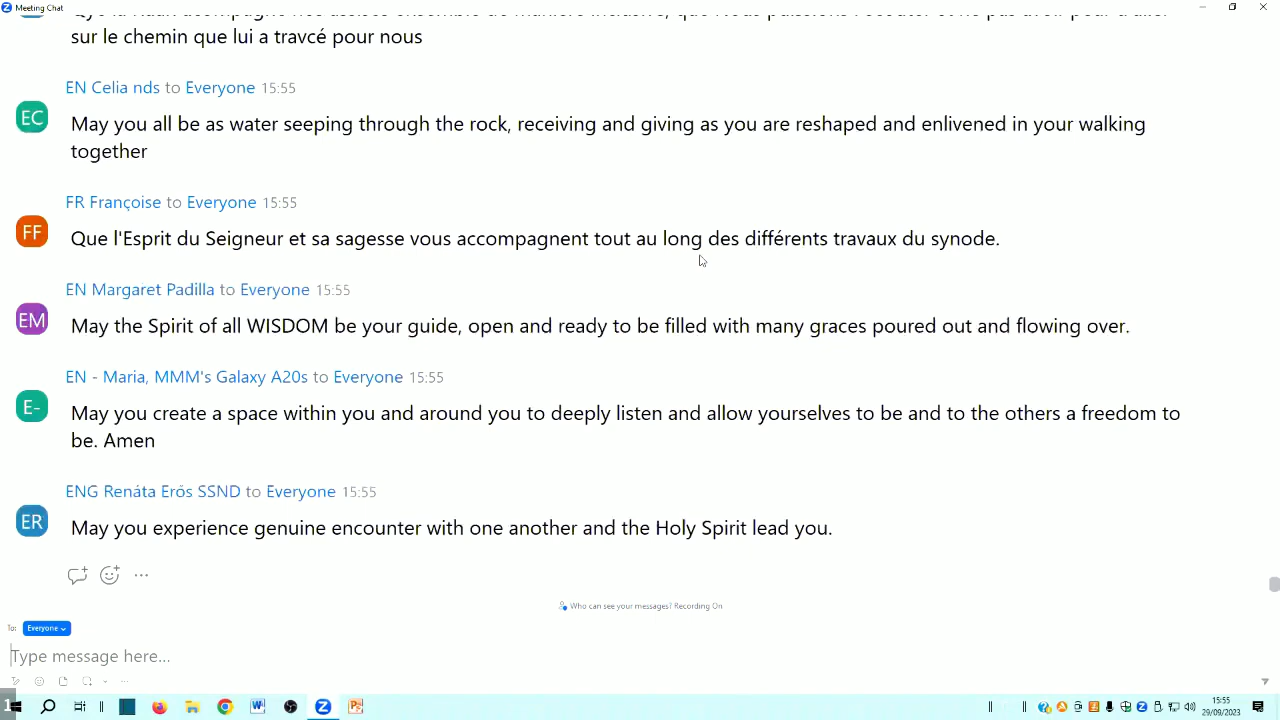 Meeting Chat
sur le chemin que lui a travcé pour nous
EN Celia nds to Everyone 15:55
EC
May you all be as water seeping through the rock, receiving and giving as you are reshaped and enlivened in your walking
together
FR Françoise to Everyone 15:55
FF
Que l'Esprit du Seigneur et sa sagesse vous accompagnent tout au long des différents travaux du synode.
EN Margaret Padilla to Everyone 15:55
EM
May the Spirit of all WISDOM be your guide, open and ready to be filled with many graces poured out and flowing over.
EN - Maria, MMM's Galaxy A20s to Everyone 15:55
E-
May you create a space within you and around you to deeply listen and allow yourselves to be and to the others a freedom to
be. Amen
ENG Renáta Erős SSND to Everyone 15:55
ER
May you experience genuine encounter with one another and the Holy Spirit lead you.
Who can see your messages? Recording On
To: Everyone
Type message here...
1
15:55
29/09/2023